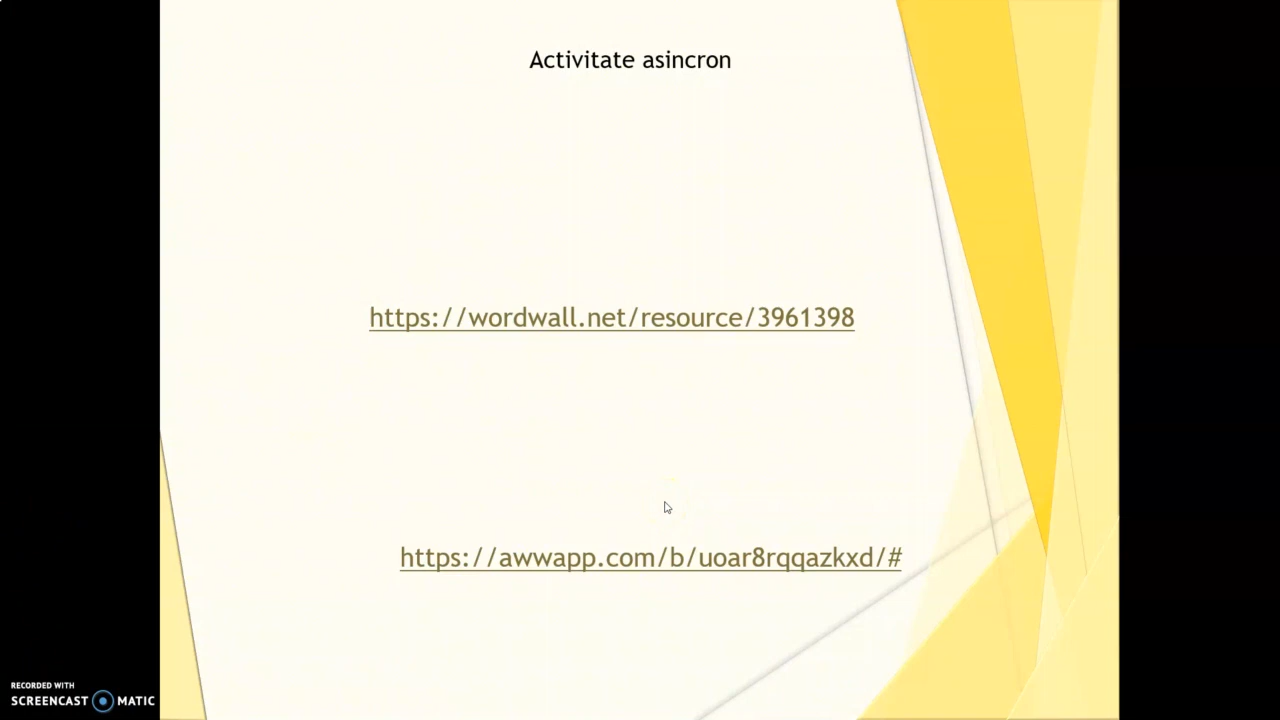 Activitate asincron
https://wordwall.net/resource/3961398
https://awwapp.com/b/uoar8rqqazkxd/#
RECORDED WITH
SCREENCAST MATIC